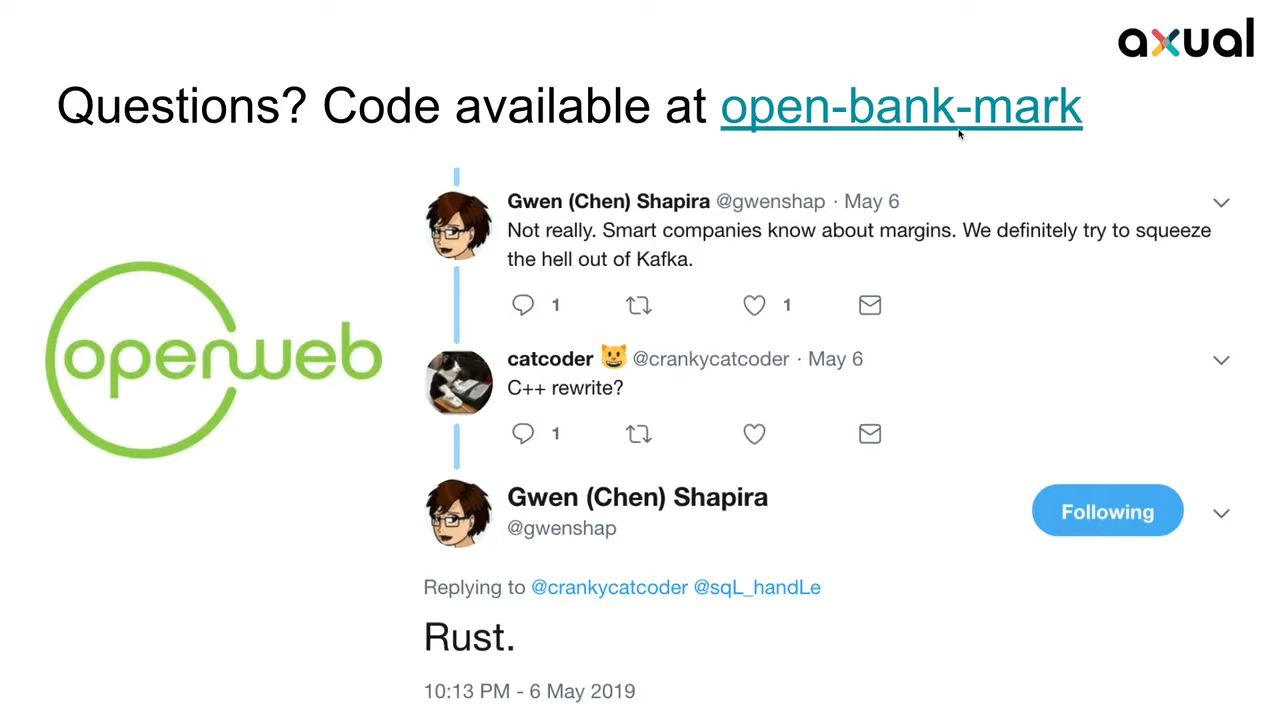 axual
Questions? Code available at open-bank-mark
openweb
Gwen (Chen) Shapira @gwenshap · May 6
Not really. Smart companies know about margins. We definitely try to squeeze
the hell out of Kafka.
1 1
catcoder 😺 @crankycatcoder · May 6
C++ rewrite?
1
Gwen (Chen) Shapira
@gwenshap
Following
Replying to @crankycatcoder @sqL_handLe
Rust.
10:13 PM - 6 May 2019